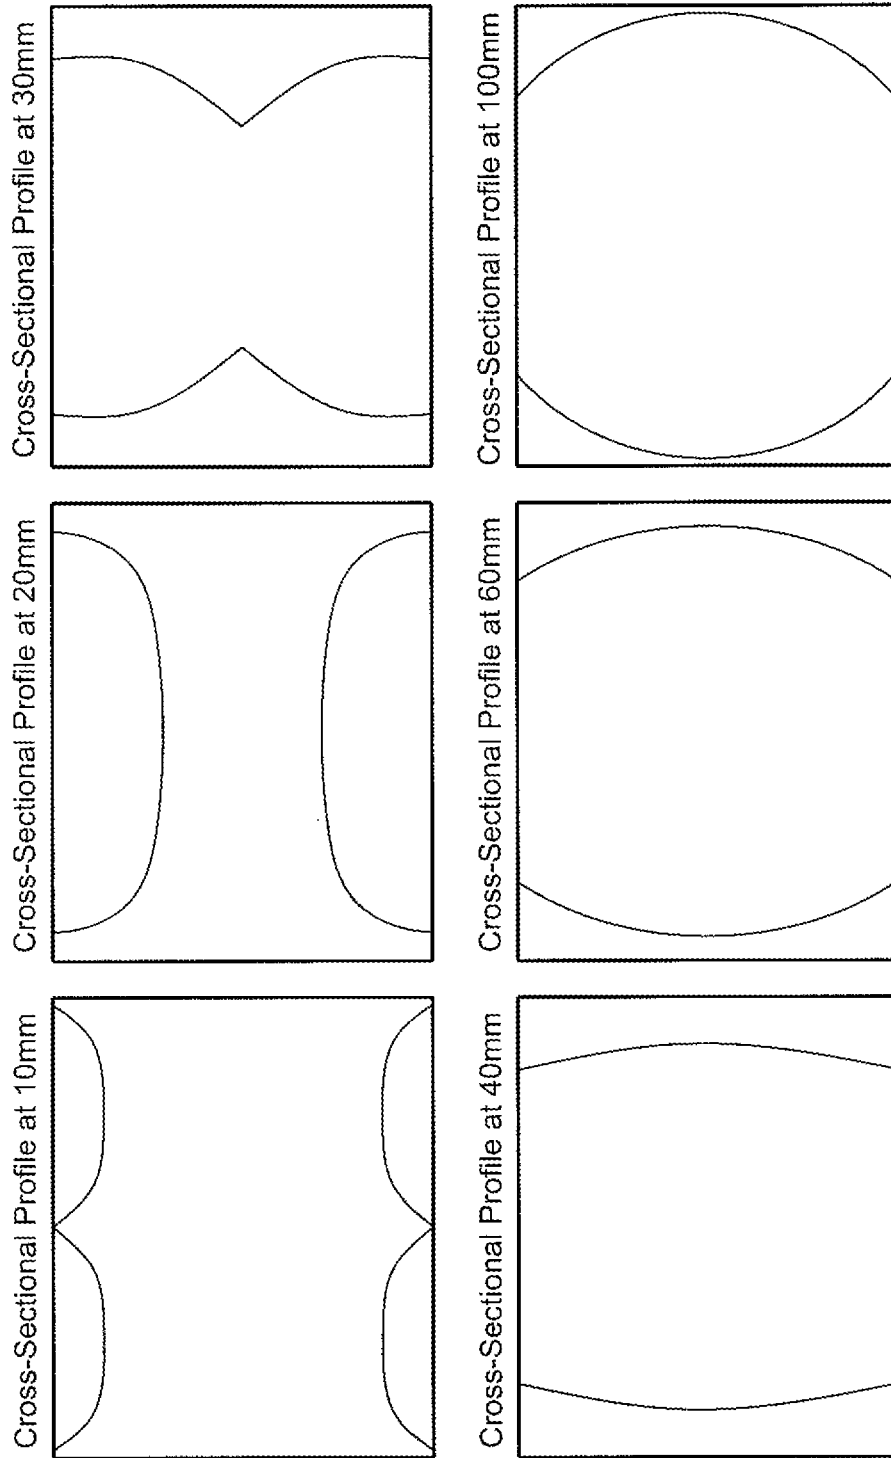 Cross-Sectional Profile at 10mm
Cross-Sectional Profile at 20mm
Cross-Sectional Profile at 30mm
Cross-Sectional Profile at 40mm
Cross-Sectional Profile at 60mm
Cross-Sectional Profile at 100mm